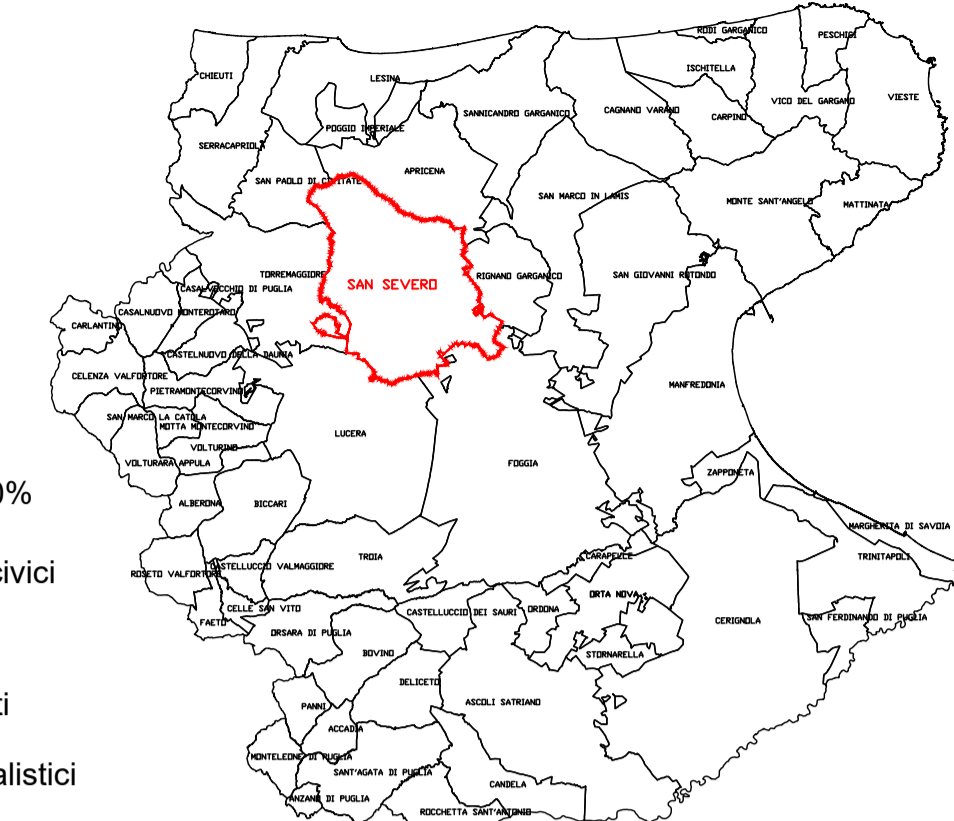 RODI GARGANICO
PESCHICI
CHIEUTI
LESINA
ISCHITELLA
VICO DEL GARGANO
VIESTE
SANNICANDRO GARGANICO
CAGNANO VARANO
CARPINO
POGGIO IMPERIALE
SERRACAPRIOLA
APRICENA
SAN PAOLO DI CIVITATE
SAN MARCO IN LAMIS
MONTE SANT'ANGELO
MATTINATA
TORREMAGGIORE
RIGNANO GARGANICO
SAN GIOVANNI ROTONDO
SAN SEVERO
CASALVECCHIO DI PUGLIA
CASALNUOVO MONTEROTARO
CARLANTINO
CASTELNUOVO DELLA DAUNIA
CELENZA VALFORTORE
MANFREDONIA
PIETRAMONTECORVINO
SAN MARCO LA CATOLA
MOTTA MONTECORVINO
LUCERA
VOLTURINO
VOLTURARA APPULA
FOGGIA
ZAPPONETA
0%
ALBERONA
BICCARI
MARGHERITA DI SAVOIA
TROIA
CARAPELLE
TRINITAPOLI
civici
ROSETO VALFORTORE
CASTELLUCCIO VALMAGGIORE
ORTA NOVA
CELLE SAN VITO
CASTELLUCCIO DEI SAURI
ORDONA
FAETO
CERIGNOLA
SAN FERDINANDO DI PUGLIA
ORSARA DI PUGLIA
BOVINO
STORNARELLA
DELICETO
ti
PANNI
ASCOLI SATRIANO
ACCADIA
MONTELEONE DI PUGLIA
alistici
SANT'AGATA DI PUGLIA
CANDELA
ANZANO DI PUGLIA
ROCCHETTA SANT'ANTONIO